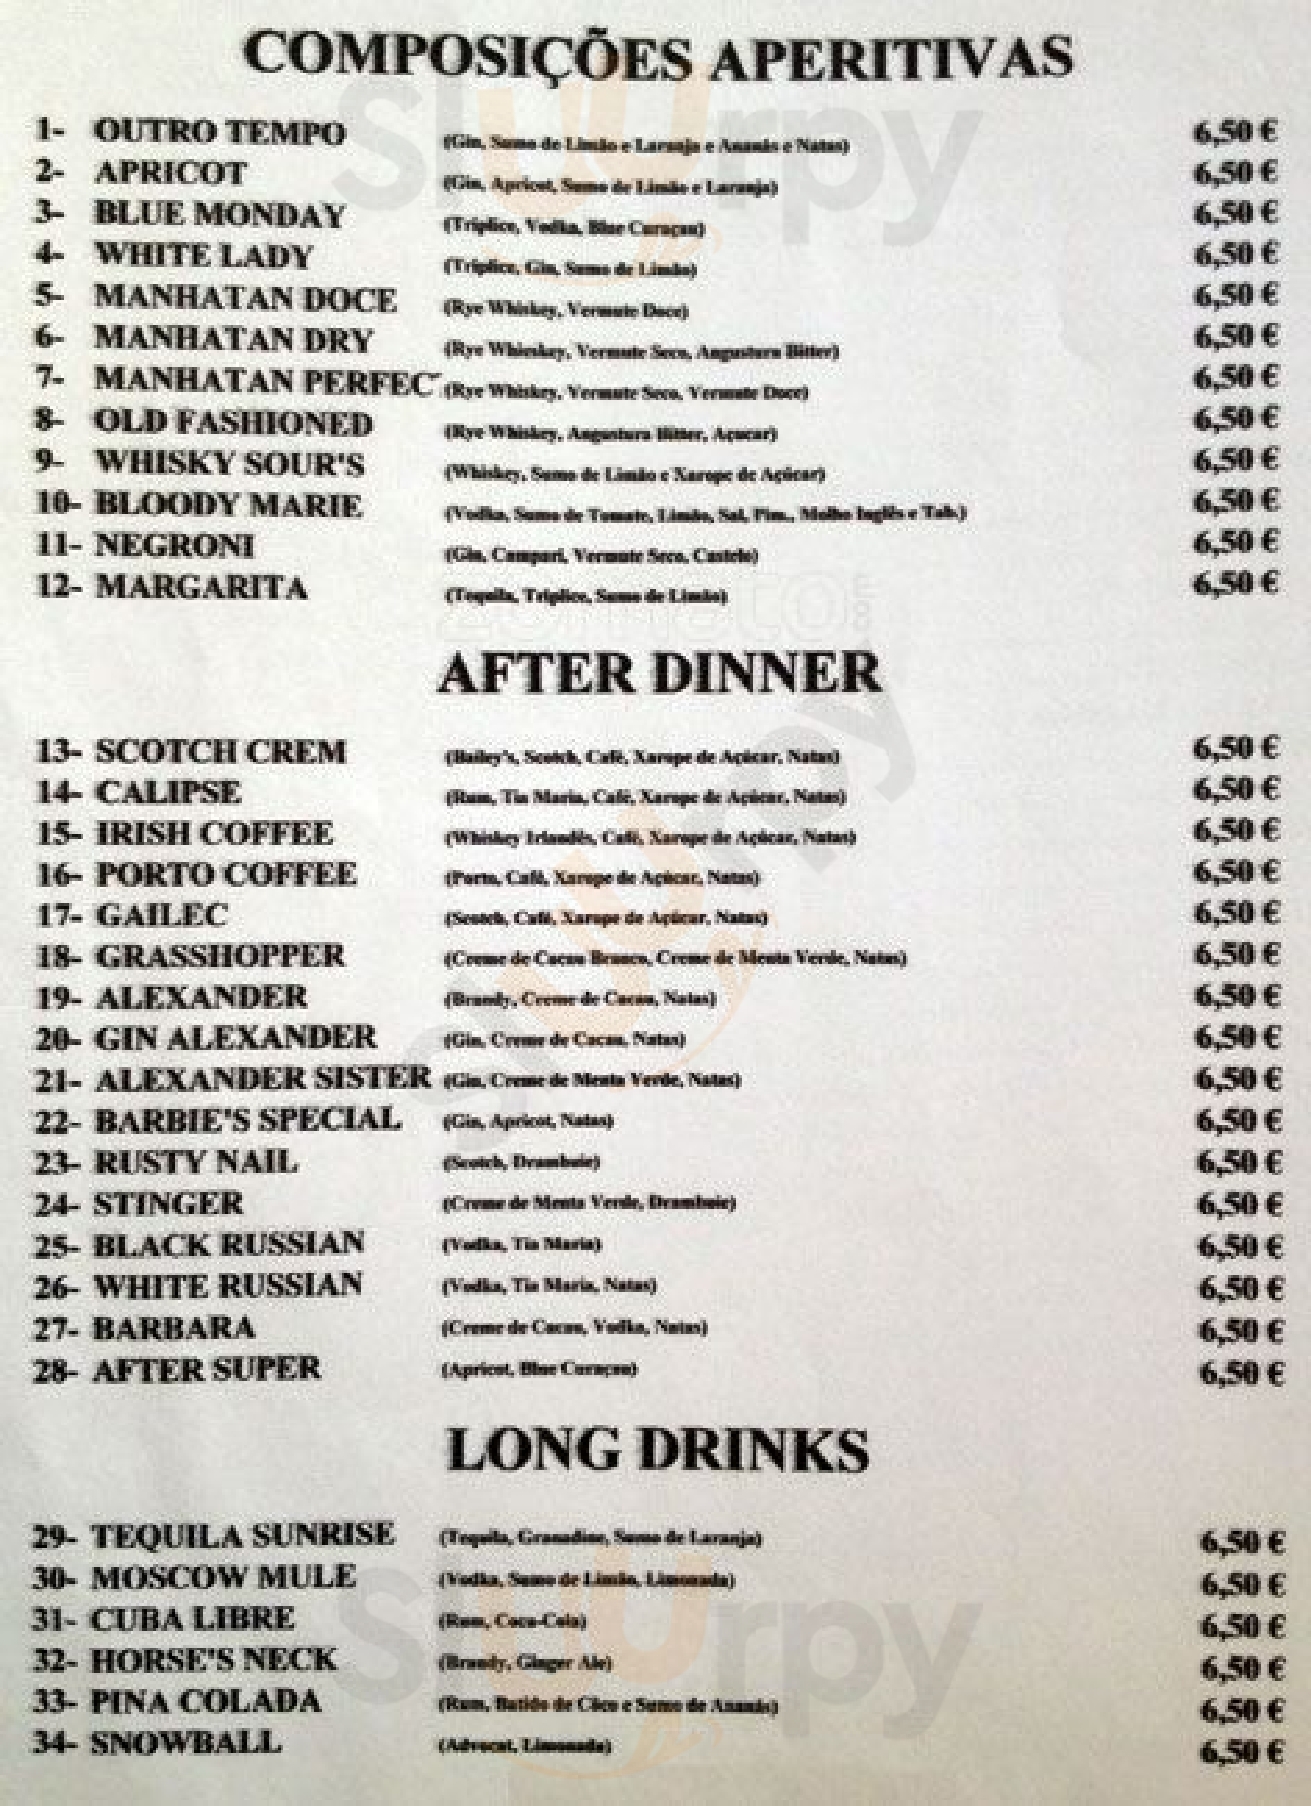 COMPOSIÇÕES APERITIVAS
1- OUTRO TEMPO (Gin, Sumo de Limão e Laranja e Ananás e Natas) 6,50 €
2- APRICOT (Gin, Apricot, Sumo de Limão e Laranja) 6,50 €
3- BLUE MONDAY (Triplice, Vodka, Blue Curaçau) 6,50 €
4- WHITE LADY (Triplice, Gin, Sumo de Limão) 6,50 €
5- MANHATAN DOCE (Rye Whiskey, Vermute Doce) 6,50 €
6- MANHATAN DRY (Rye Whieskey, Vermute Seco, Angustura Bitter) 6,50 €
7- MANHATAN PERFECT (Rye Whiskey, Vermute Seco, Vermute Doce) 6,50 €
8- OLD FASHIONED (Rye Whiskey, Angustura Bitter, Açucar) 6,50 €
9- WHISKY SOUR'S (Whiskey, Sumo de Limão e Xarope de Açúcar) 6,50 €
10- BLOODY MARIE (Vodka, Sumo de Tomate, Limão, Sal, Pim., Molho Inglês e Tab.) 6,50 €
11- NEGRONI (Gin, Campari, Vermute Seco, Castelo) 6,50 €
12- MARGARITA (Tequila, Triplice, Sumo de Limão) 6,50 €
AFTER DINNER
13- SCOTCH CREM (Bailey's, Scotch, Café, Xarope de Açúcar, Natas) 6,50 €
14- CALIPSE (Rum, Tia Maria, Café, Xarope de Açúcar, Natas) 6,50 €
15- IRISH COFFEE (Whiskey Irlandês, Café, Xarope de Açúcar, Natas) 6,50 €
16- PORTO COFFEE (Porto, Café, Xarope de Açúcar, Natas) 6,50 €
17- GAILEC (Scotch, Café, Xarope de Açúcar, Natas) 6,50 €
18- GRASSHOPPER (Creme de Cacau Branco, Creme de Menta Verde, Natas) 6,50 €
19- ALEXANDER (Brandy, Creme de Cacau, Natas) 6,50 €
20- GIN ALEXANDER (Gin, Creme de Cacau, Natas) 6,50 €
21- ALEXANDER SISTER (Gin, Creme de Menta Verde, Natas) 6,50 €
22- BARBIE'S SPECIAL (Gin, Apricot, Natas) 6,50 €
23- RUSTY NAIL (Scotch, Drambuie) 6,50 €
24- STINGER (Creme de Menta Verde, Drambuie) 6,50 €
25- BLACK RUSSIAN (Vodka, Tia Maria) 6,50 €
26- WHITE RUSSIAN (Vodka, Tia Maria, Natas) 6,50 €
27- BARBARA (Creme de Cacau, Vodka, Natas) 6,50 €
28- AFTER SUPER (Apricot, Blue Curaçau) 6,50 €
LONG DRINKS
29- TEQUILA SUNRISE (Tequila, Granadine, Sumo de Laranja) 6,50 €
30- MOSCOW MULE (Vodka, Sumo de Limão, Limonada) 6,50 €
31- CUBA LIBRE (Rum, Coca-Cola) 6,50 €
32- HORSE'S NECK (Brandy, Ginger Ale) 6,50 €
33- PINA COLADA (Rum, Batido de Côco e Sumo de Ananás) 6,50 €
34- SNOWBALL (Advocat, Limonada) 6,50 €
Sluurpy
Sluurpy
Sluurpy
zomato